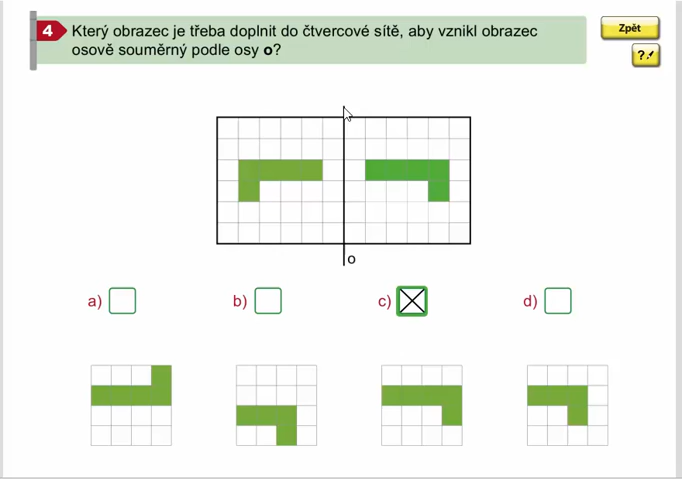 4 Který obrazec je třeba doplnit do čtvercové sítě, aby vznikl obrazec
osově souměrný podle osy o?
Zpět
?
o
a)
b)
c)
d)